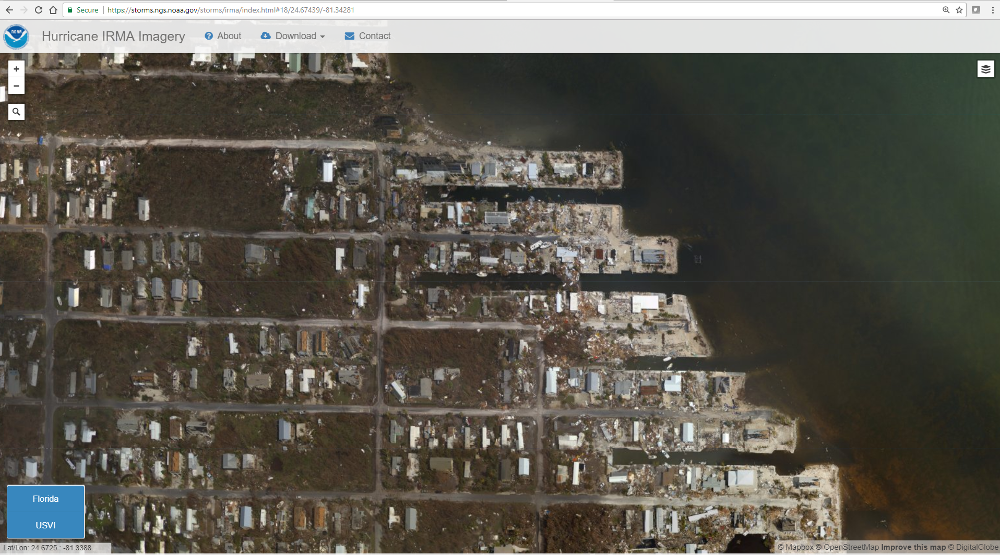 Secure https://storms.ngs.noaa.gov/storms/irma/index.html#18/24.67439/-81.34281
NOAA Hurricane IRMA Imagery About Download Contact
+
−
Florida
USVI
Lat/Lon: 24.6725 : -81.3388
© Mapbox © OpenStreetMap Improve this map © DigitalGlobe